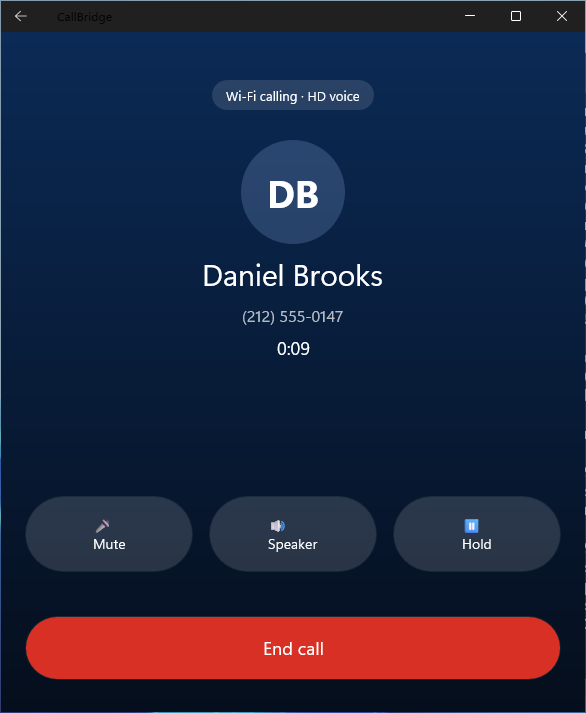 CallBridge
Wi-Fi calling · HD voice
DB
Daniel Brooks
(212) 555-0147
0:09
Mute
Speaker
Hold
End call